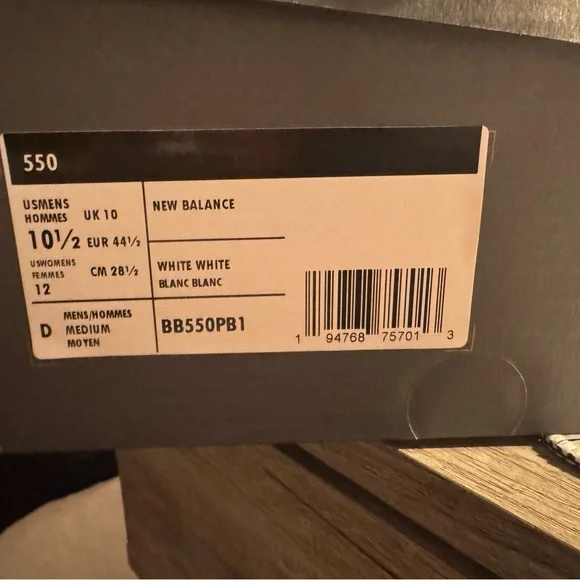 550
USMENS
HOMMES UK 10
10½ EUR 44½
USWOMENS
FEMMES CM 28½
12
NEW BALANCE
WHITE WHITE
BLANC BLANC
D MENS/HOMMES
MEDIUM
MOYEN
BB550PB1
1 94768 75701 3